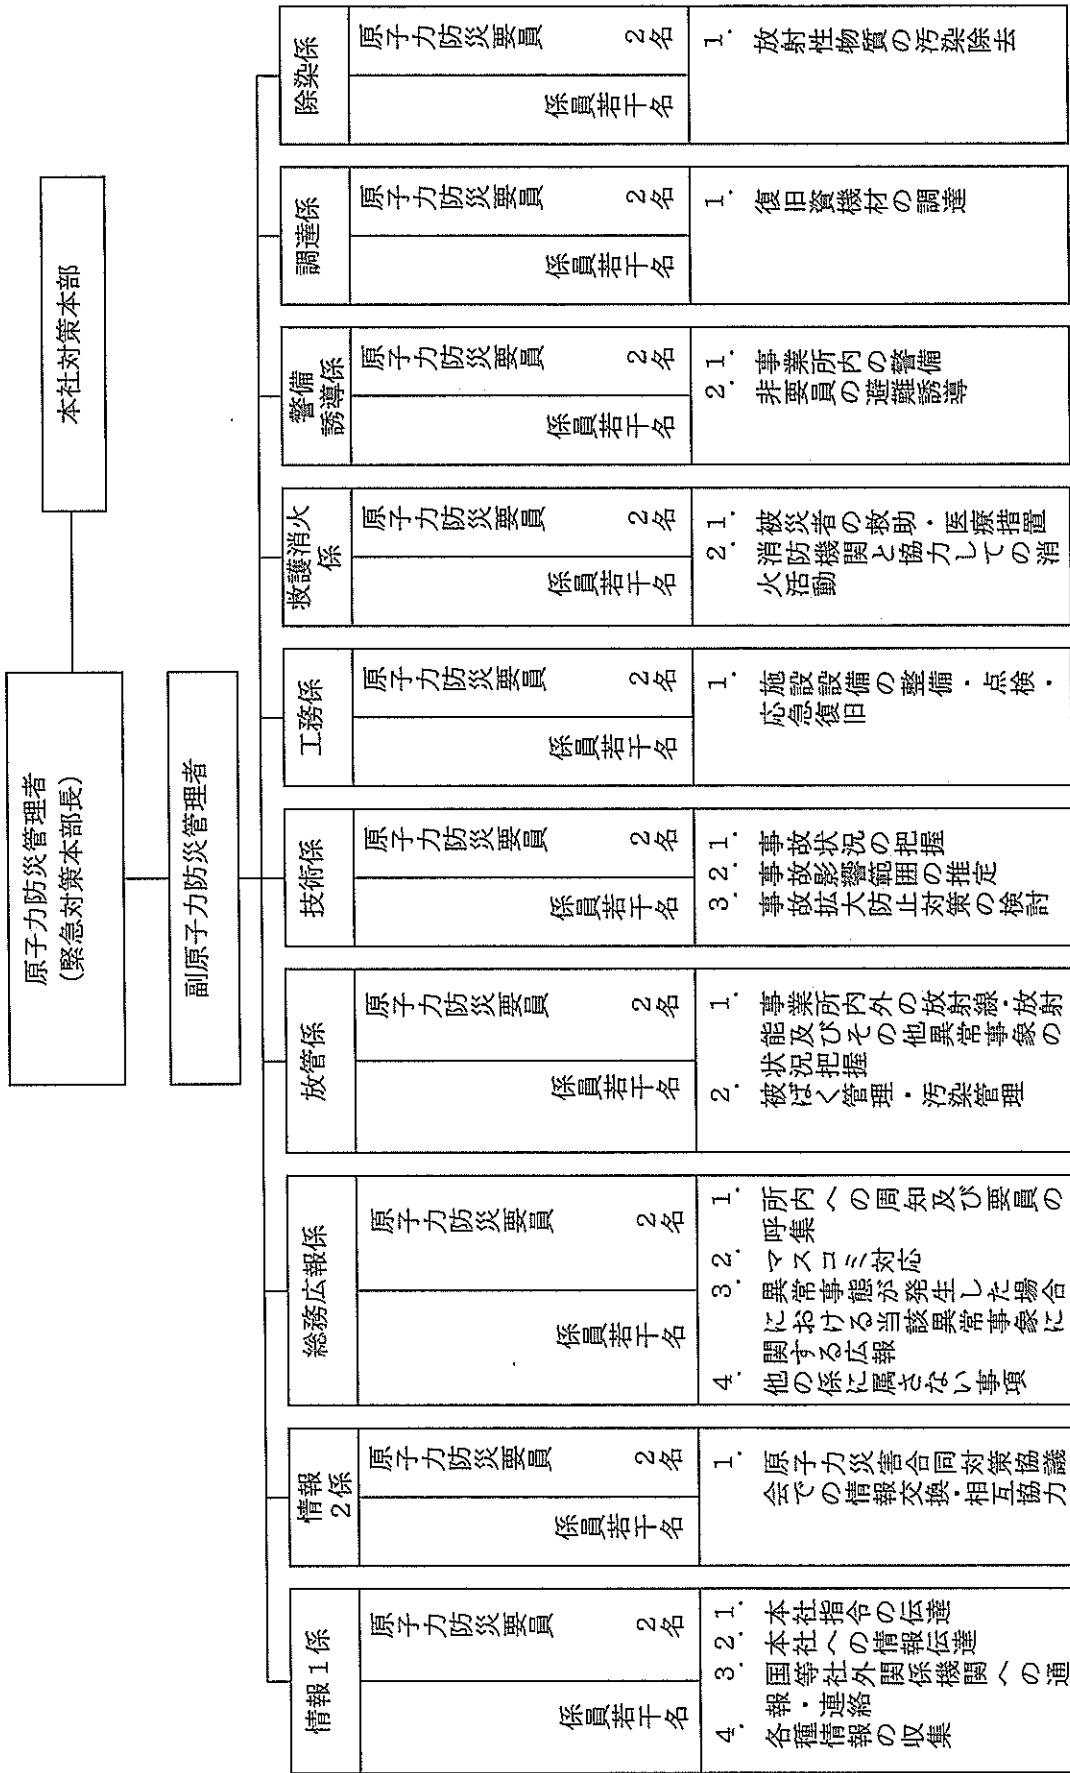 原子力防災管理者
(緊急対策本部長)
本社対策本部
副原子力防災管理者
情報1係
原子力防災要員
2名
係員若干名
1. 本社指令の伝達
2. 本社への情報伝達
3. 国等社外関係機関への通
報・連絡
4. 各種情報の収集
情報
2係
原子力防災要員
2名
係員若干名
1. 原子力災害合同対策協議
会での情報交換・相互協力
総務広報係
原子力防災要員
2名
係員若干名
1. 所内への周知及び要員の
呼集
2. マスコミ対応
3. 異常事態が発生した場合
における当該異常事象に
関する広報
4. 他の係に属さない事項
放管係
原子力防災要員
2名
係員若干名
1. 事業所内外の放射線・放射
能及びその他異常事象の
状況把握
2. 被ばく管理・汚染管理
技術係
原子力防災要員
2名
係員若干名
1. 事故状況の把握
2. 事故影響範囲の推定
3. 事故拡大防止対策の検討
工務係
原子力防災要員
2名
係員若干名
1. 施設設備の整備・点検・
応急復旧
救護消火
係
原子力防災要員
2名
係員若干名
1. 被災者の救助・医療措置
2. 消防機関と協力しての消
火活動
警備
誘導係
原子力防災要員
2名
係員若干名
1. 事業所内の警備
2. 非要員の避難誘導
調達係
原子力防災要員
2名
係員若干名
1. 復旧資機材の調達
除染係
原子力防災要員
2名
係員若干名
1. 放射性物質の汚染除去